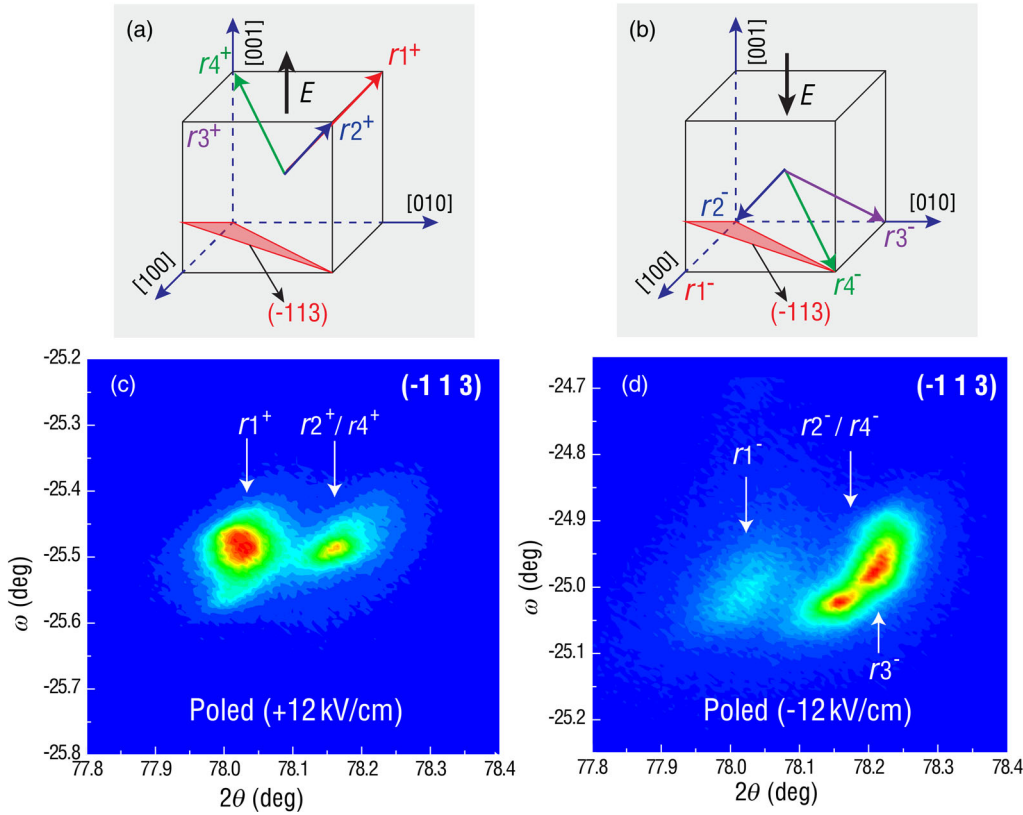 (a)
[001]
r4⁺
E
r1⁺
r3⁺
r2⁺
[010]
[100]
(-113)
(b)
[001]
E
[010]
r2⁻
r3⁻
[100]
r1⁻
r4⁻
(-113)
(c)
(-1 1 3)
r1⁺
r2⁺/ r4⁺
Poled (+12 kV/cm)
-25.2
-25.3
-25.4
-25.5
-25.6
-25.7
-25.8
ω (deg)
77.8
77.9
78.0
78.1
78.2
78.3
78.4
2θ (deg)
(d)
(-1 1 3)
r1⁻
r2⁻/ r4⁻
r3⁻
Poled (-12 kV/cm)
-24.7
-24.8
-24.9
-25.0
-25.1
-25.2
ω (deg)
77.8
77.9
78.0
78.1
78.2
78.3
78.4
2θ (deg)